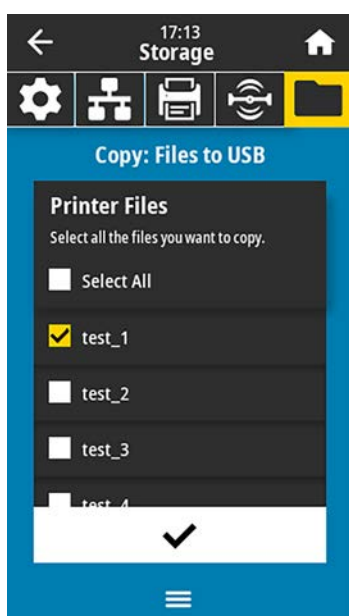 17:13
Storage
Copy: Files to USB
Printer Files
Select all the files you want to copy.
Select All
test_1
test_2
test_3
test_4